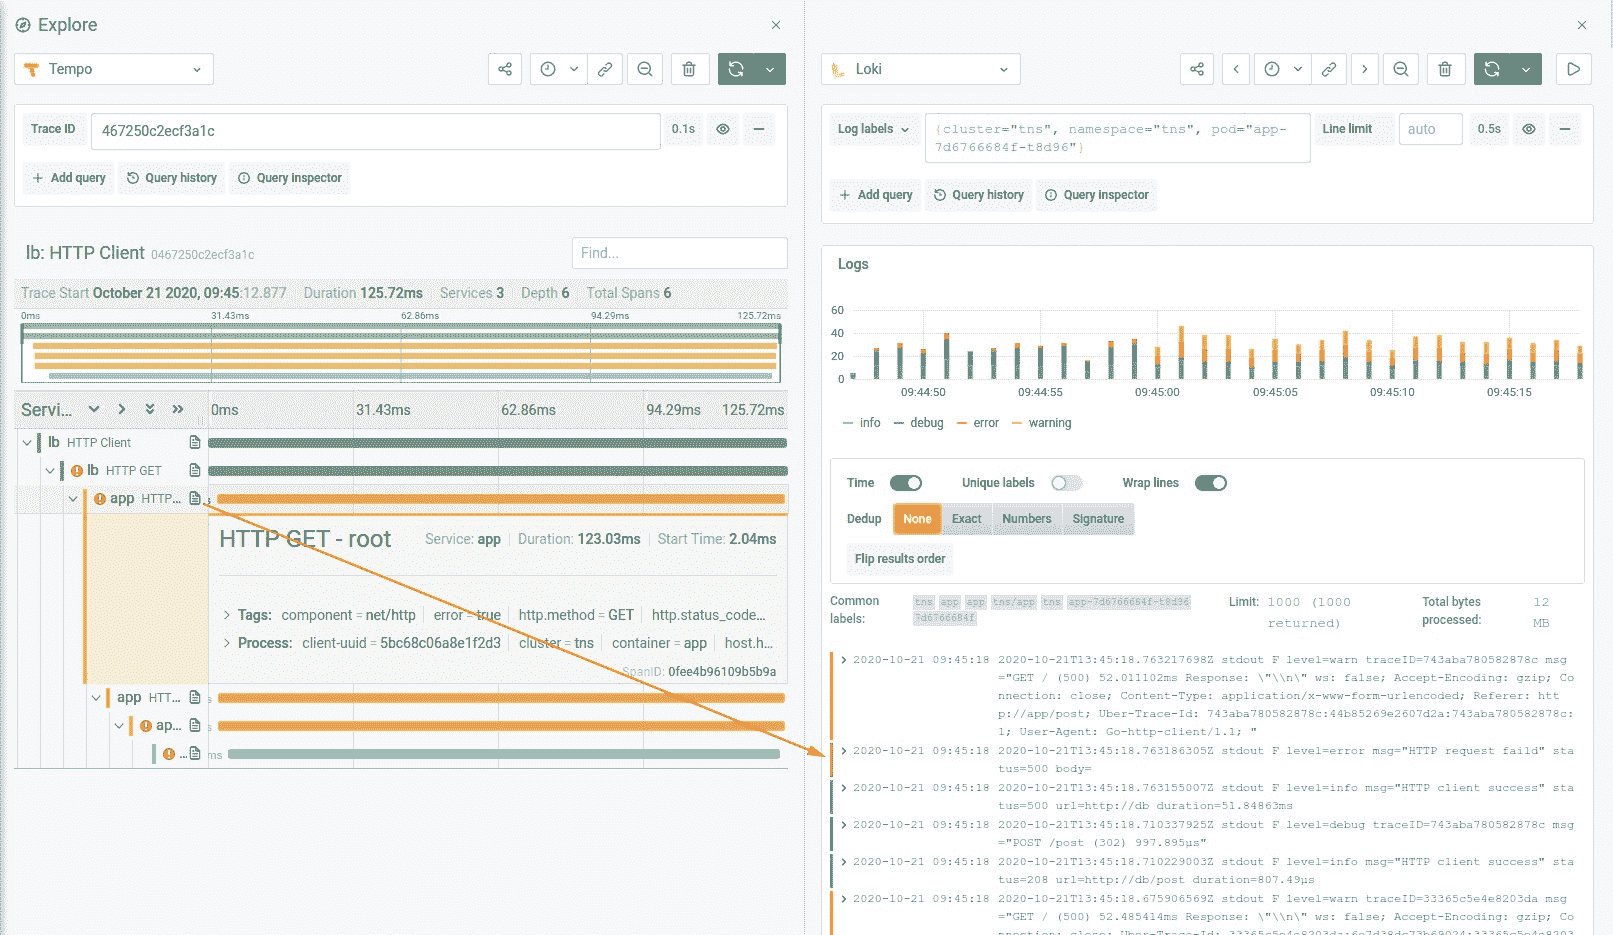 Explore
Tempo
Trace ID
467250c2ecf3a1c
0.1s
Add query
Query history
Query inspector
lb: HTTP Client 0467250c2ecf3a1c
Find...
Trace Start October 21 2020, 09:45:12.877 Duration 125.72ms Services 3 Depth 6 Total Spans 6
0ms 31.43ms 62.86ms 94.29ms 125.72ms
Servi... 0ms 31.43ms 62.86ms 94.29ms 125.72ms
lb HTTP Client
lb HTTP GET
app HTTP...
HTTP GET - root Service: app Duration: 123.03ms Start Time: 2.04ms
Tags: component = net/http error = true http.method = GET http.status_code...
Process: client-uuid = 5bc68c06a8e1f2d3 cluster = tns container = app host.h...
SpanID: 0fee4b96109b5b9a
app HTT...
ap...
... ms
Loki
Log labels
{cluster="tns", namespace="tns", pod="app-
7d6766684f-t8d96"}
Line limit
auto
0.5s
Add query
Query history
Query inspector
Logs
60
40
20
0
09:44:50 09:44:55 09:45:00 09:45:05 09:45:10 09:45:15
info debug error warning
Time Unique labels Wrap lines
Dedup None Exact Numbers Signature
Flip results order
Common labels: tns app app tns/app tns app-7d6766684f-t8d96
7d6766684f
Limit: 1000 (1000
returned)
Total bytes
processed:
12
MB
2020-10-21 09:45:18 2020-10-21T13:45:18.763217698Z stdout F level=warn traceID=743aba780582878c msg
="GET / (500) 52.011102ms Response: \"\\n\" ws: false; Accept-Encoding: gzip; Co
nnection: close; Content-Type: application/x-www-form-urlencoded; Referer: htt
p://app/post; Uber-Trace-Id: 743aba780582878c:44b85269e2607d2a:743aba780582878c:
1; User-Agent: Go-http-client/1.1; "
2020-10-21 09:45:18 2020-10-21T13:45:18.763186305Z stdout F level=error msg="HTTP request faild" sta
tus=500 body=
2020-10-21 09:45:18 2020-10-21T13:45:18.763155007Z stdout F level=info msg="HTTP client success" sta
tus=500 url=http://db duration=51.84863ms
2020-10-21 09:45:18 2020-10-21T13:45:18.710337925Z stdout F level=debug traceID=743aba780582878c msg
="POST /post (302) 997.895µs"
2020-10-21 09:45:18 2020-10-21T13:45:18.710229003Z stdout F level=info msg="HTTP client success" sta
tus=208 url=http://db/post duration=807.49µs
2020-10-21 09:45:18 2020-10-21T13:45:18.675906569Z stdout F level=warn traceID=33365c5e4e8203da msg
="GET / (500) 52.485414ms Response: \"\\n\" ws: false; Accept-Encoding: gzip; Co